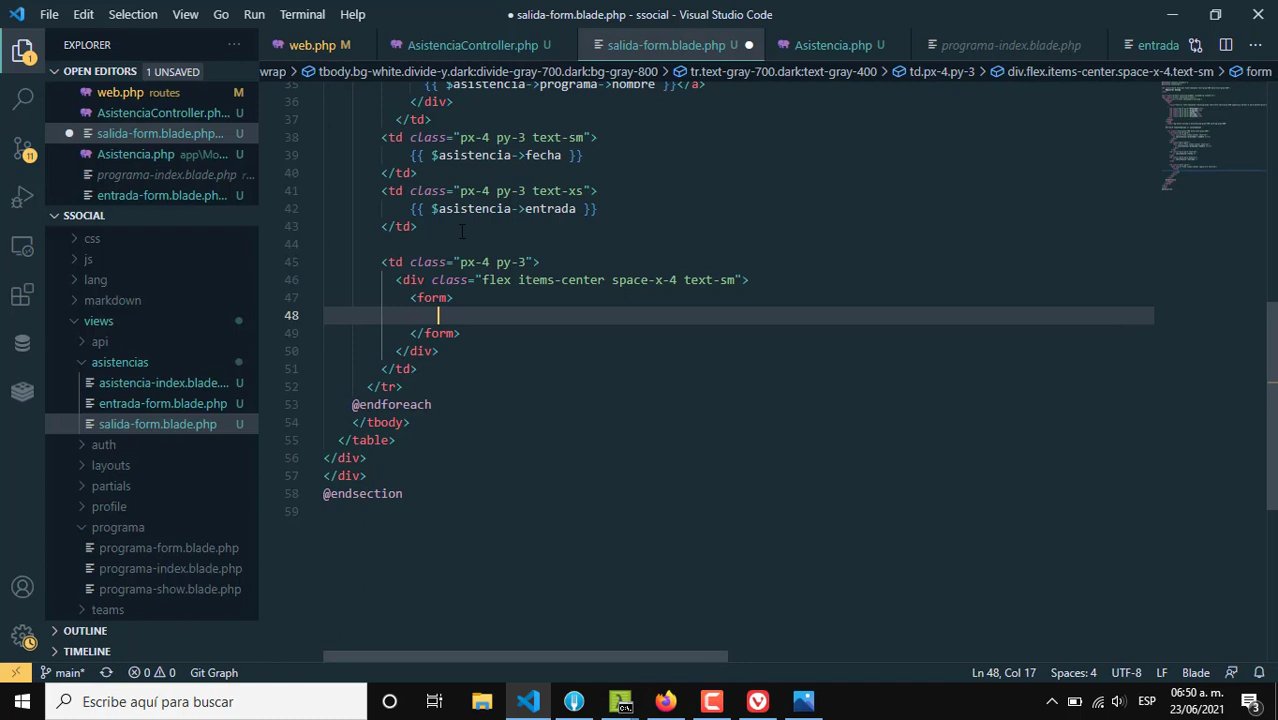 File Edit Selection View Go Run Terminal Help
● salida-form.blade.php - ssocial - Visual Studio Code
EXPLORER
web.php M
AsistenciaController.php U
salida-form.blade.php U
Asistencia.php U
programa-index.blade.php
entrada
OPEN EDITORS 1 UNSAVED
wrap tbody.bg-white.divide-y.dark:divide-gray-700.dark:bg-gray-800 > tr.text-gray-700.dark:text-gray-400 > td.px-4.py-3 > div.flex.items-center.space-x-4.text-sm > form
web.php routes
AsistenciaController.ph... U
salida-form.blade.php... U
Asistencia.php app\Mo... U
programa-index.blade.php r...
entrada-form.blade.ph... U
SSOCIAL
css
js
lang
markdown
views
api
asistencias
asistencia-index.blade.... U
entrada-form.blade.php U
salida-form.blade.php U
auth
layouts
partials
profile
programa
programa-form.blade.php
programa-index.blade.php
programa-show.blade.php
teams
OUTLINE
TIMELINE
35 {{ $asistencia->programa->nombre }}</a>
36 </div>
37 </td>
38 <td class="px-4 py-3 text-sm">
39 {{ $asistencia->fecha }}
40 </td>
41 <td class="px-4 py-3 text-xs">
42 {{ $asistencia->entrada }}
43 </td>
44
45 <td class="px-4 py-3">
46 <div class="flex items-center space-x-4 text-sm">
47 <form>
48
49 </form>
50 </div>
51 </td>
52 </tr>
53 @endforeach
54 </tbody>
55 </table>
56 </div>
57 </div>
58 @endsection
59
1
11
main* 0 0 Git Graph
Ln 48, Col 17 Spaces: 4 UTF-8 LF Blade
Escribe aquí para buscar
ESP
06:50 a. m.
23/06/2021
3